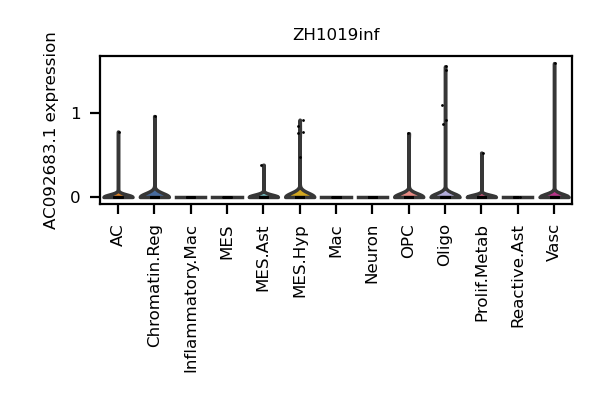 ZH1019inf
AC092683.1 expression
1
0
AC
Chromatin.Reg
Inflammatory.Mac
MES
MES.Ast
MES.Hyp
Mac
Neuron
OPC
Oligo
Prolif.Metab
Reactive.Ast
Vasc